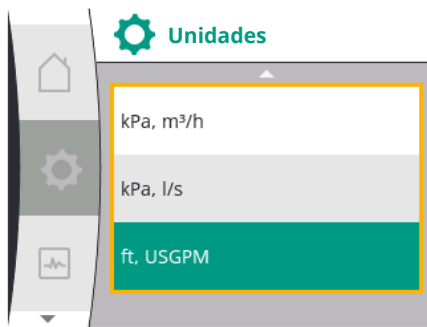 Unidades
kPa, m³/h
kPa, l/s
ft, USGPM